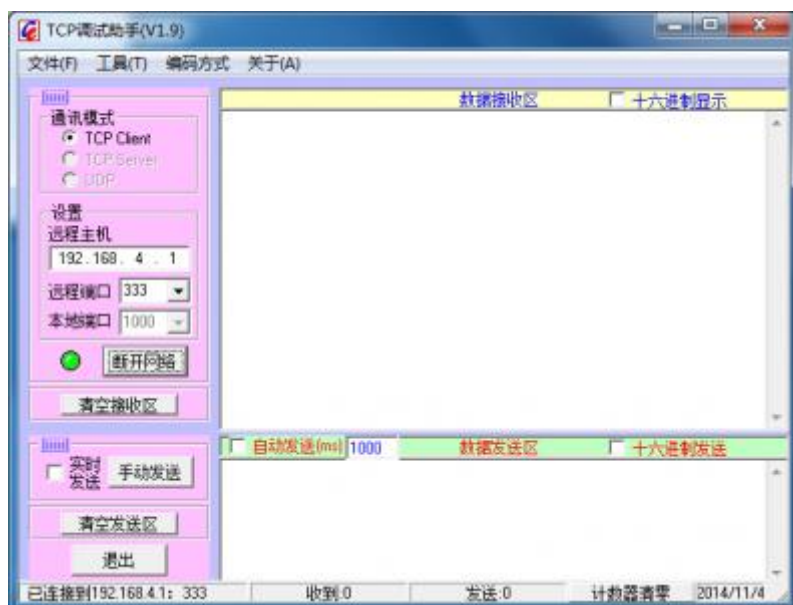 TCP调试助手(V1.9)
文件(F) 工具(T) 编码方式 关于(A)
数据接收区 十六进制显示
通讯模式
TCP Client
TCP Server
UDP
设置
远程主机
192.168. 4 . 1
远程端口 333
本地端口 1000
断开网络
清空接收区
自动发送(ms) 1000 数据发送区 十六进制发送
实时发送 手动发送
清空发送区
退出
已连接到192.168.4.1: 333 收到:0 发送:0 计数器清零 2014/11/4